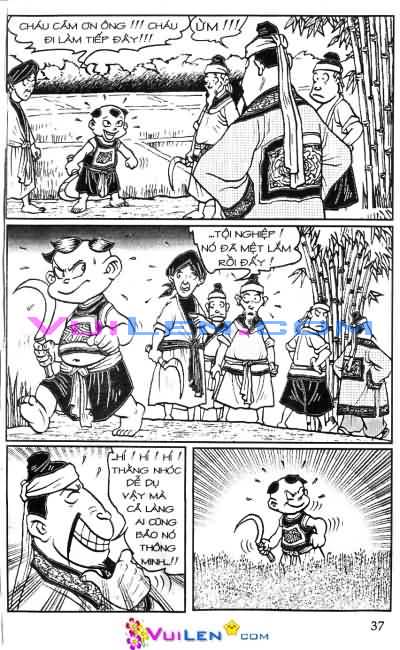 CHÁU CẢM ƠN ÔNG !!! CHÁU
ĐI LÀM TIẾP ĐÂY!!!
ỪM !
...TỘI NGHIỆP !
NÓ ĐÃ MỆT LẮM
RỒI ĐẤY !
VUILEN.COM
HÍ ! HÍ ! HÍ !
THẰNG NHÓC
DỄ DỤ
VẬY MÀ
CẢ LÀNG
AI CŨNG
BẢO NÓ
THÔNG
MINH...!!
37
VUILEN.COM